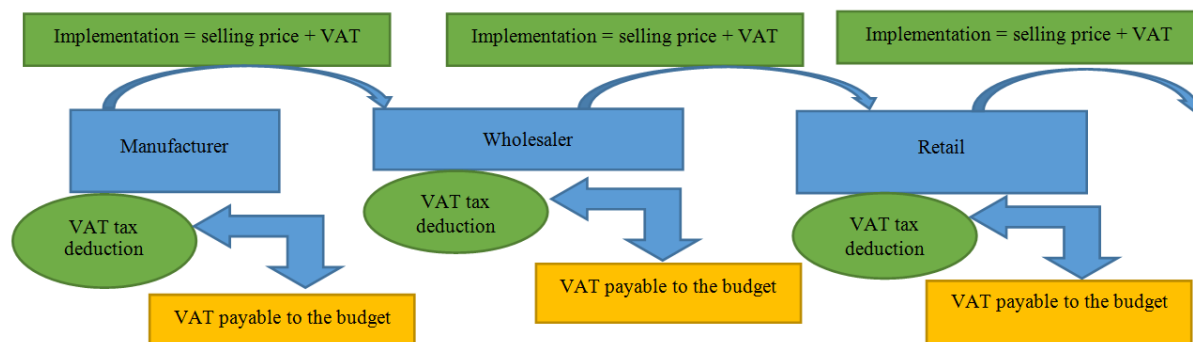 Implementation = selling price + VAT
Implementation = selling price + VAT
Implementation = selling price + VAT
Manufacturer
Wholesaler
Retail
VAT tax
deduction
VAT tax
deduction
VAT tax
deduction
VAT payable to the budget
VAT payable to the budget
VAT payable to the budget